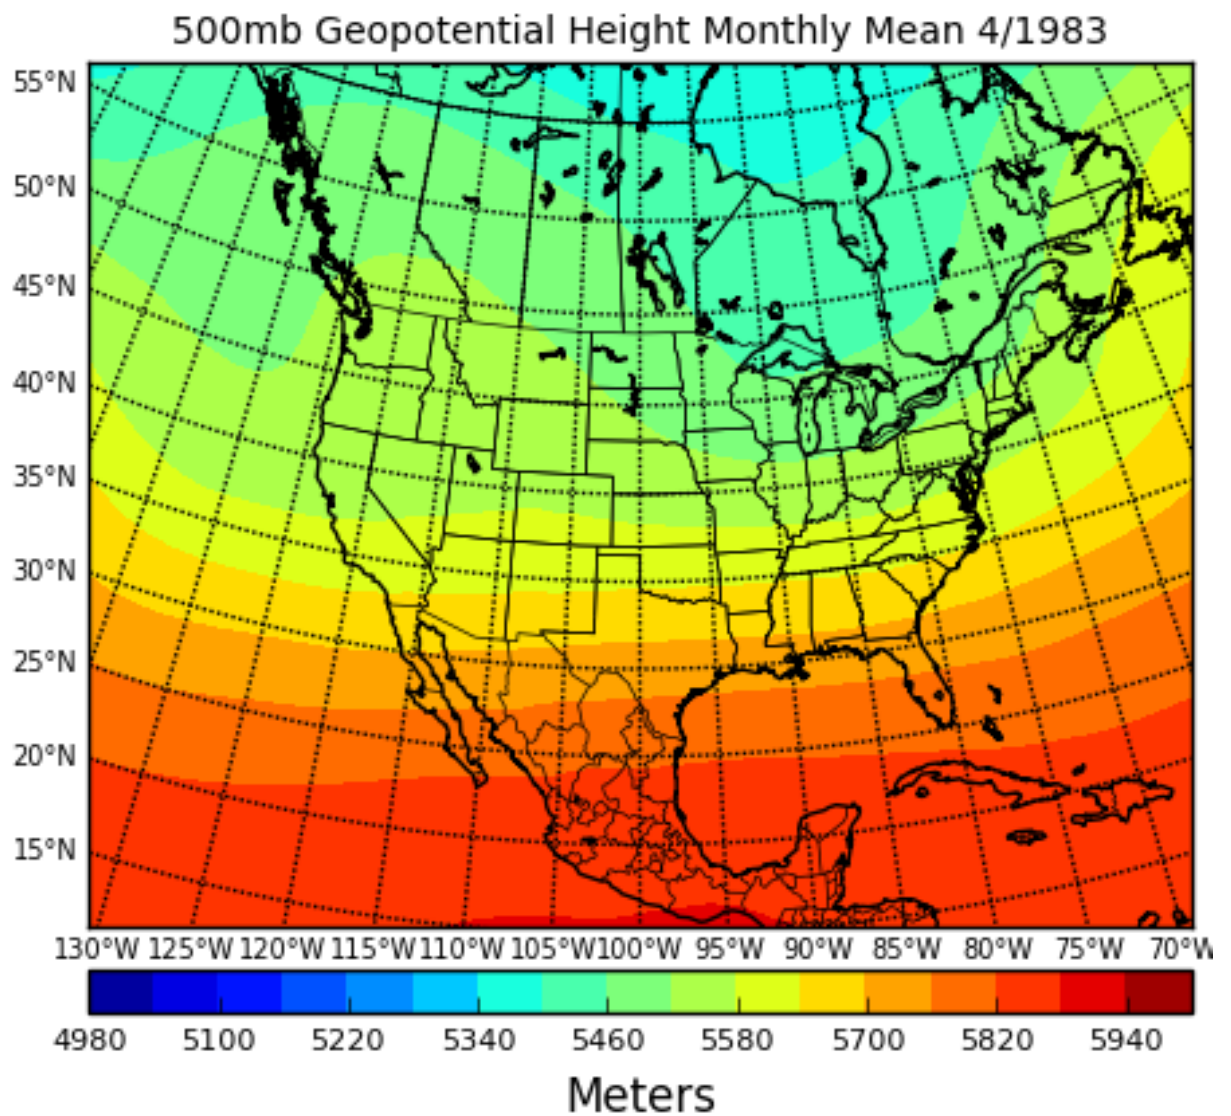 500mb Geopotential Height Monthly Mean 4/1983
55°N
50°N
45°N
40°N
35°N
30°N
25°N
20°N
15°N
130°W 125°W 120°W 115°W 110°W 105°W 100°W 95°W 90°W 85°W 80°W 75°W 70°W
4980 5100 5220 5340 5460 5580 5700 5820 5940
Meters